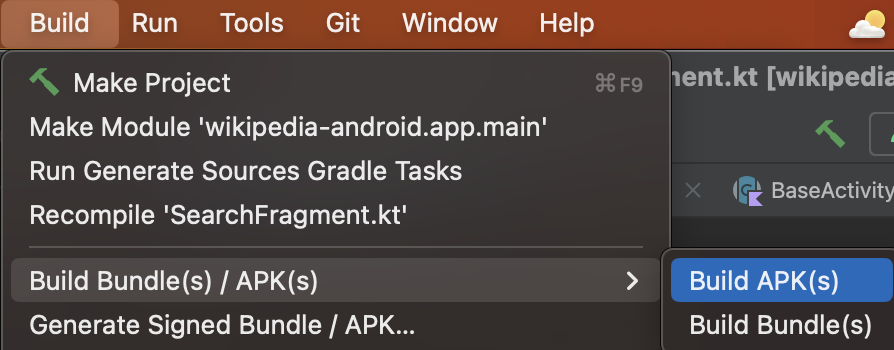 Build Run Tools Git Window Help
Make Project ⌘F9
ent.kt [wikipedia
Make Module 'wikipedia-android.app.main'
Run Generate Sources Gradle Tasks
BaseActivity
Recompile 'SearchFragment.kt'
Build Bundle(s) / APK(s)
Build APK(s)
Generate Signed Bundle / APK...
Build Bundle(s)